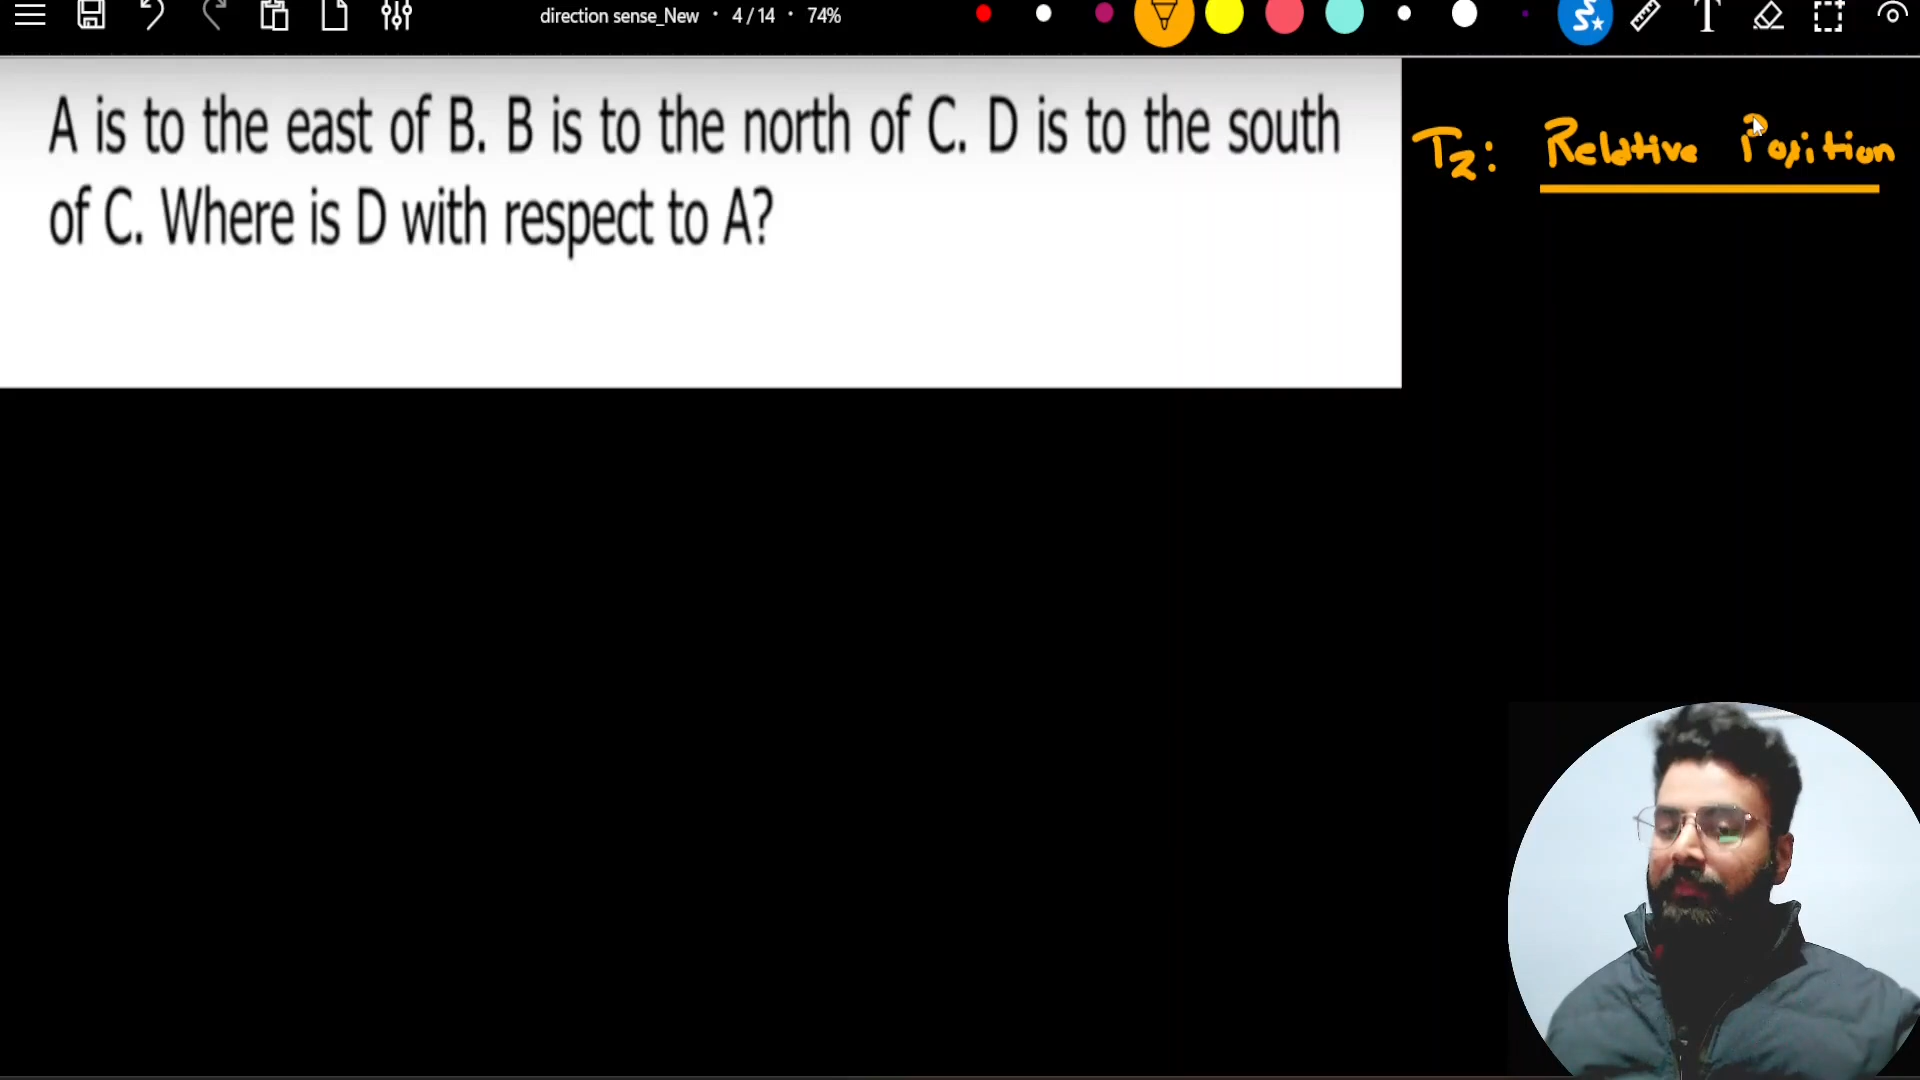 direction sense_New • 4 / 14 • 74%
A is to the east of B. B is to the north of C. D is to the south
of C. Where is D with respect to A?
T2: Relative Position